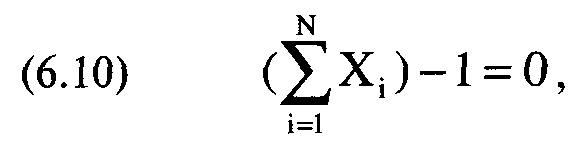 (6.10) (∑_{i=1}^{N} X_i) − 1 = 0 ,